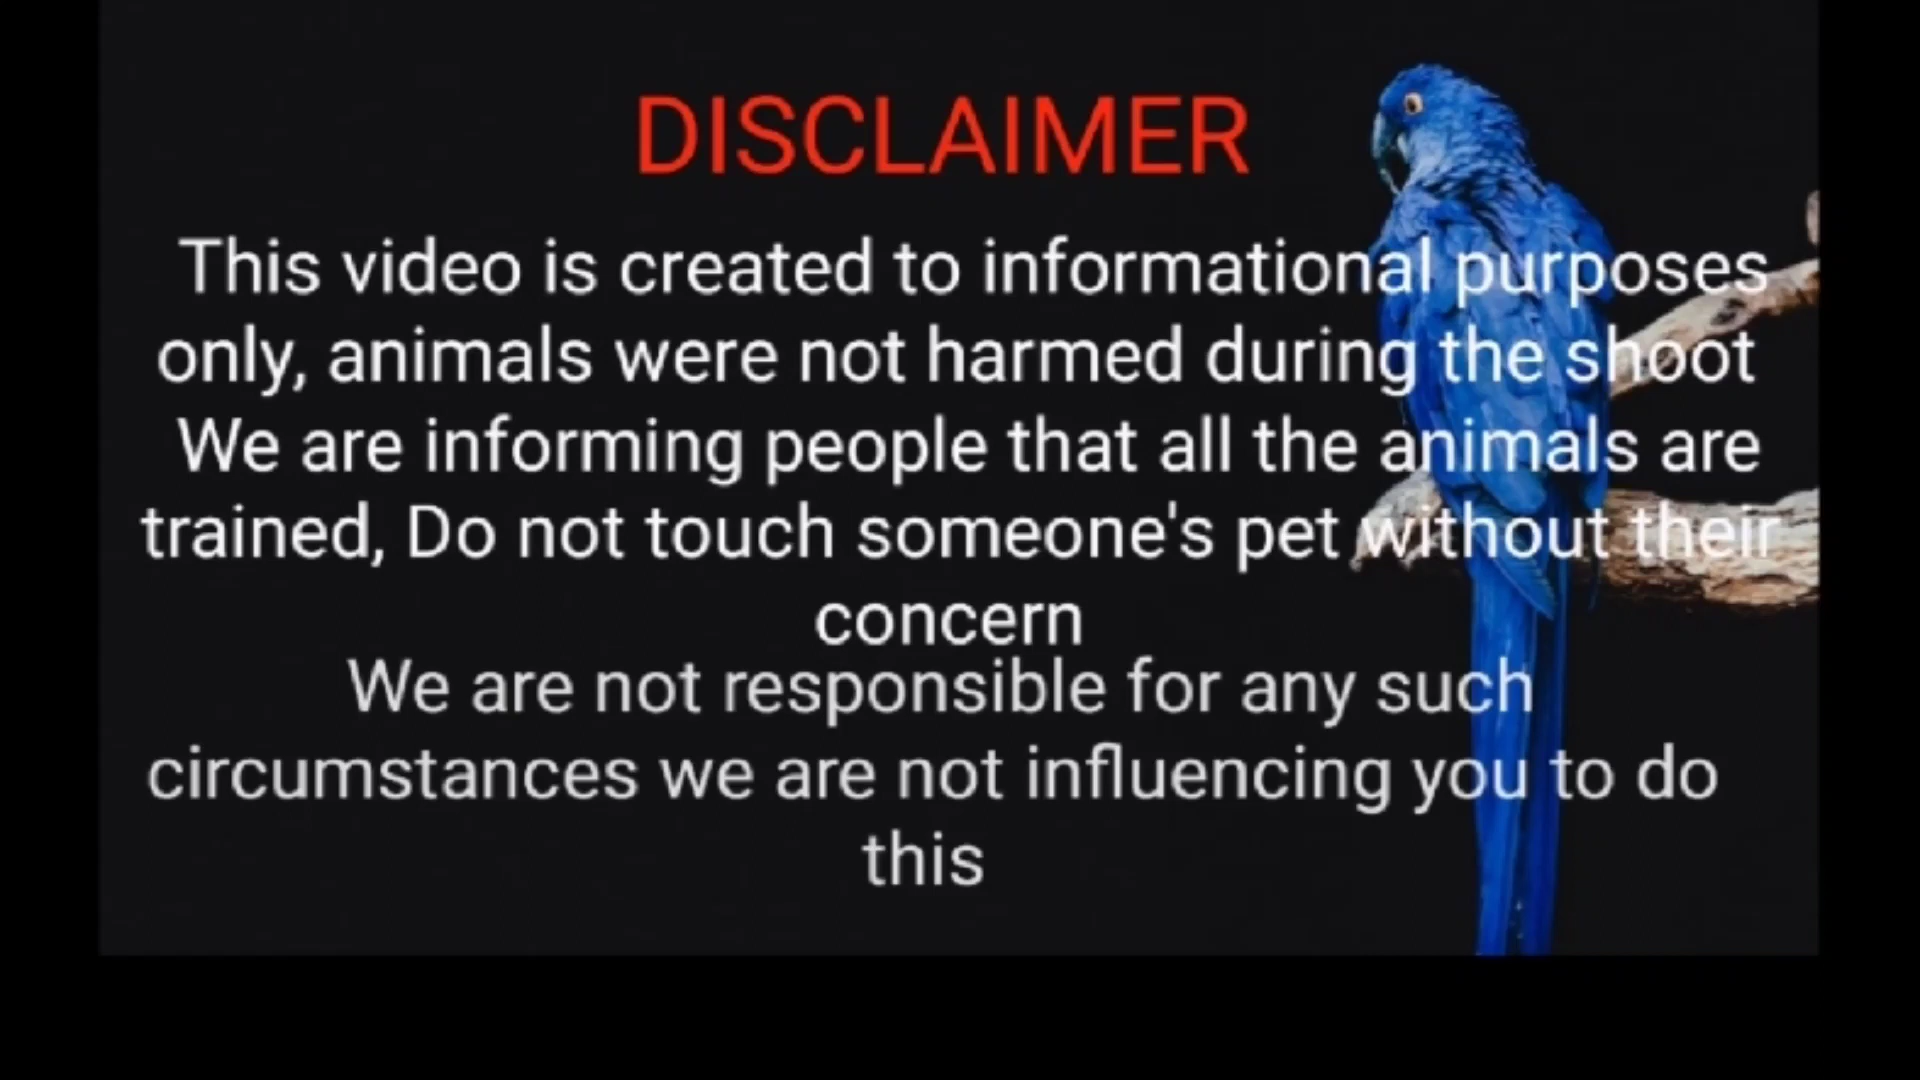 DISCLAIMER
This video is created to informational purposes
only, animals were not harmed during the shoot
We are informing people that all the animals are
trained, Do not touch someone's pet without their
concern
We are not responsible for any such
circumstances we are not influencing you to do
this